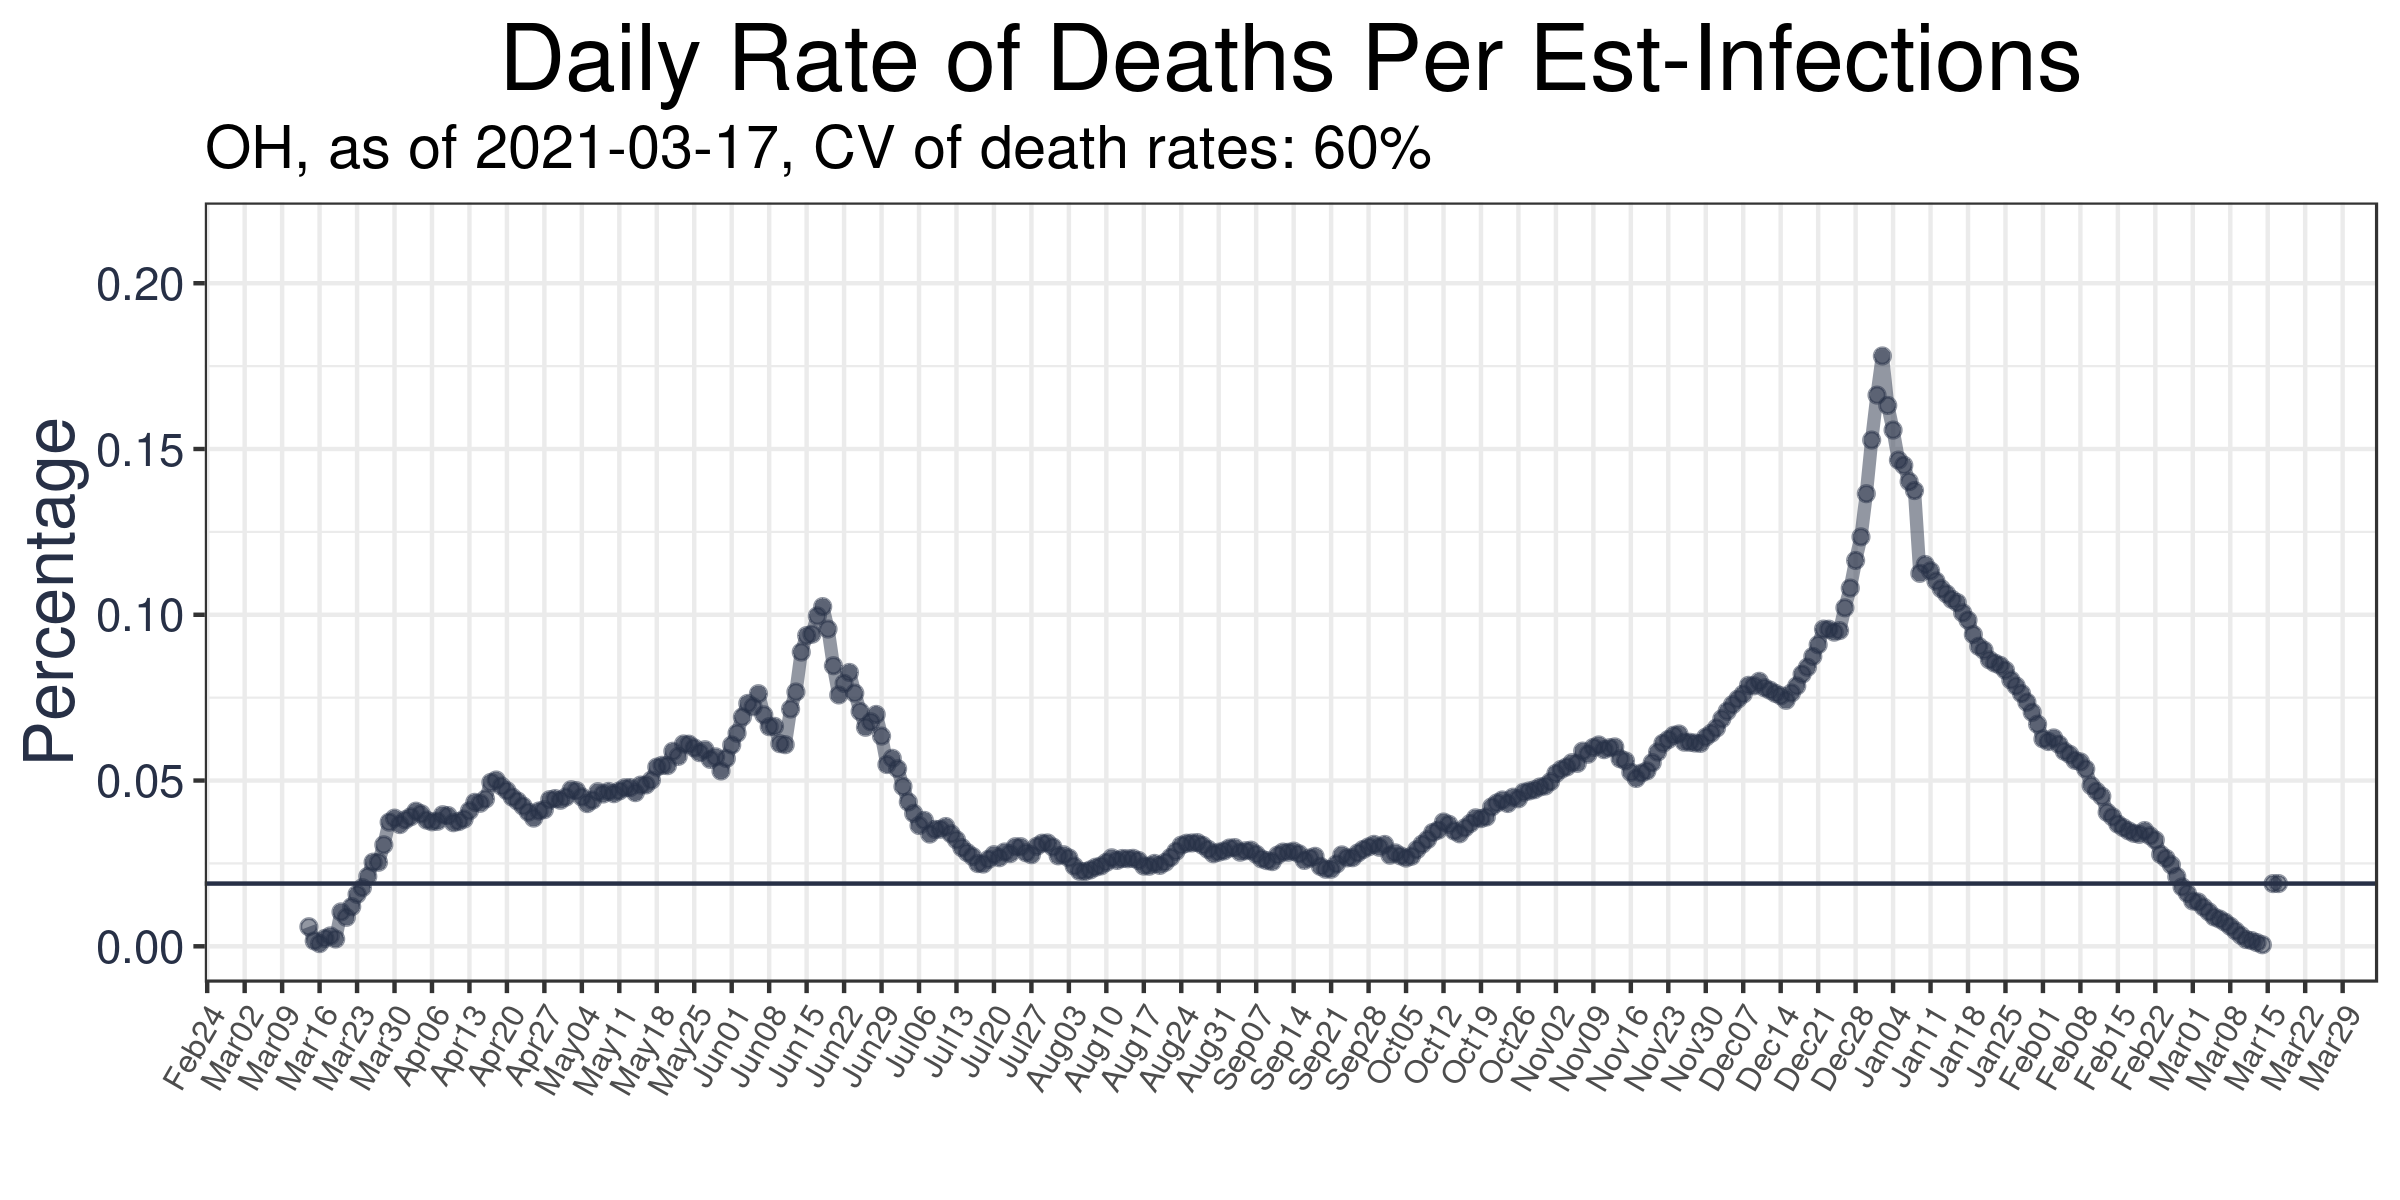 Daily Rate of Deaths Per Est-Infections
OH, as of 2021-03-17, CV of death rates: 60%
Percentage
0.20
0.15
0.10
0.05
0.00
Feb24
Mar02
Mar09
Mar16
Mar23
Mar30
Apr06
Apr13
Apr20
Apr27
May04
May11
May18
May25
Jun01
Jun08
Jun15
Jun22
Jun29
Jul06
Jul13
Jul20
Jul27
Aug03
Aug10
Aug17
Aug24
Aug31
Sep07
Sep14
Sep21
Sep28
Oct05
Oct12
Oct19
Oct26
Nov02
Nov09
Nov16
Nov23
Nov30
Dec07
Dec14
Dec21
Dec28
Jan04
Jan11
Jan18
Jan25
Feb01
Feb08
Feb15
Feb22
Mar01
Mar08
Mar15
Mar22
Mar29